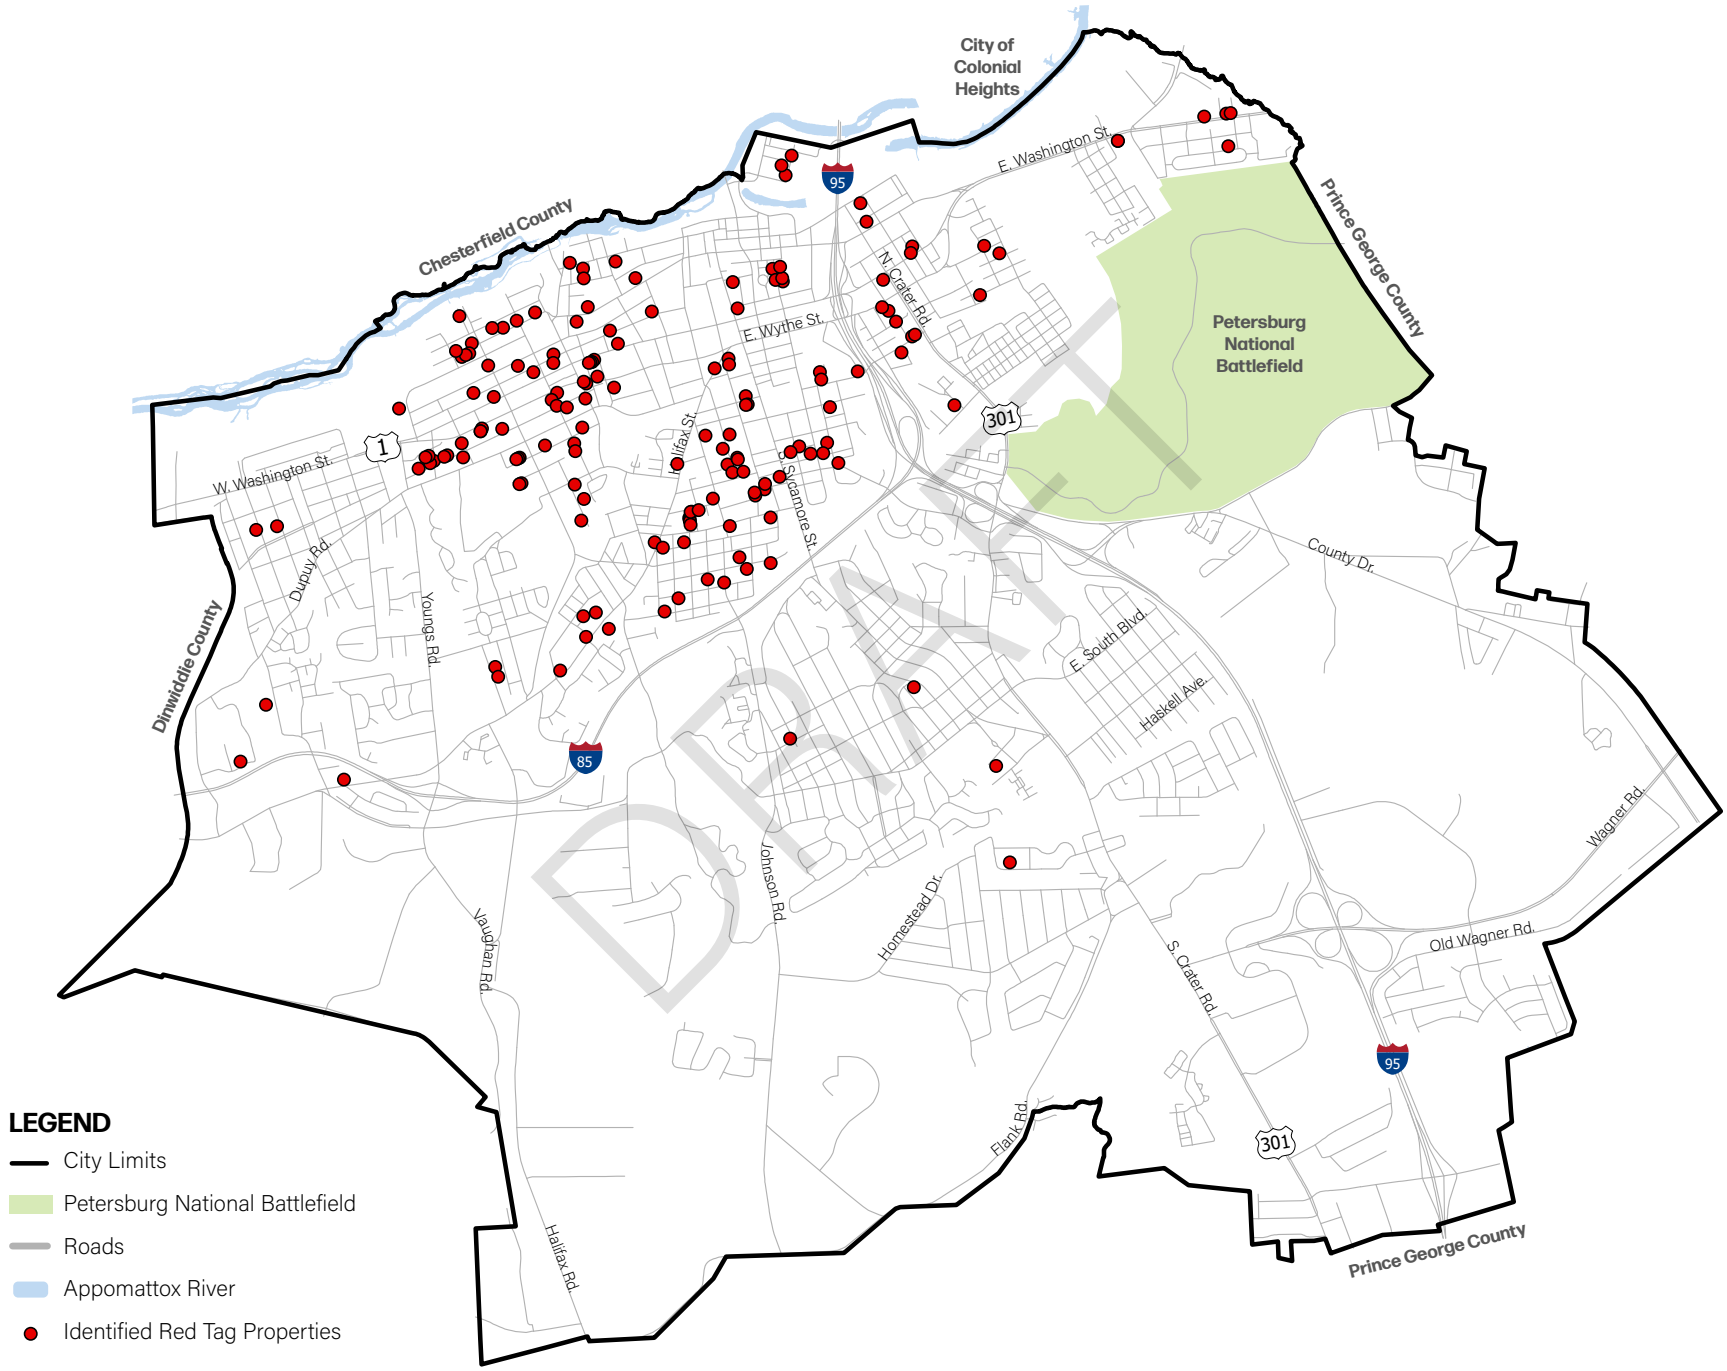 City of
Colonial
Heights
E. Washington St.
95
Prince George County
Chesterfield County
N. Crater Rd.
E. Wythe St.
Petersburg
National
Battlefield
301
1
Halifax St.
W. Washington St.
S. Sycamore St.
Dupuy Rd.
County Dr.
Youngs Rd.
Dinwiddie County
E. South Blvd.
Haskell Ave.
85
DRAFT
Wagner Rd.
Johnson Rd.
Homestead Dr.
Vaughan Rd.
Old Wagner Rd.
S. Crater Rd.
95
Flank Rd.
301
Halifax Rd.
Prince George County
LEGEND
City Limits
Petersburg National Battlefield
Roads
Appomattox River
Identified Red Tag Properties